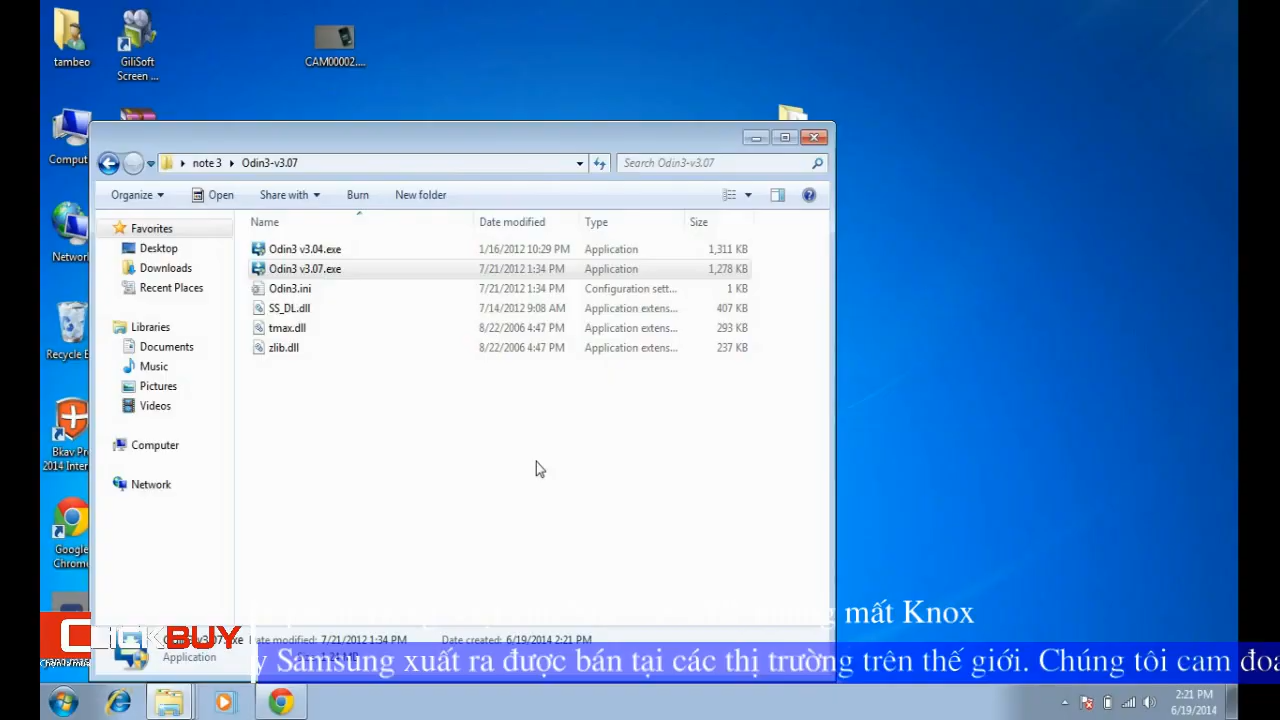 tambeo
GiliSoft
Screen ...
CAM00002....
Comput
Network
Recycle B
Bkav Pr
2014 Inter
Google
Chrome
note 3
Odin3-v3.07
Search Odin3-v3.07
Organize
Open
Share with
Burn
New folder
Name
Date modified
Type
Size
Favorites
Desktop
Downloads
Recent Places
Libraries
Documents
Music
Pictures
Videos
Computer
Network
Odin3 v3.04.exe 1/16/2012 10:29 PM Application 1,311 KB
Odin3 v3.07.exe 7/21/2012 1:34 PM Application 1,278 KB
Odin3.ini 7/21/2012 1:34 PM Configuration sett... 1 KB
SS_DL.dll 7/14/2012 9:08 AM Application extens... 407 KB
tmax.dll 8/22/2006 4:47 PM Application extens... 293 KB
zlib.dll 8/22/2006 4:47 PM Application extens... 237 KB
mất Knox
CLICKBUY
Date modified: 7/21/2012 1:34 PM
Date created: 6/19/2014 2:21 PM
Application
y Samsung xuất ra được bán tại các thị trường trên thế giới. Chúng tôi cam đoa
2:21 PM
6/19/2014